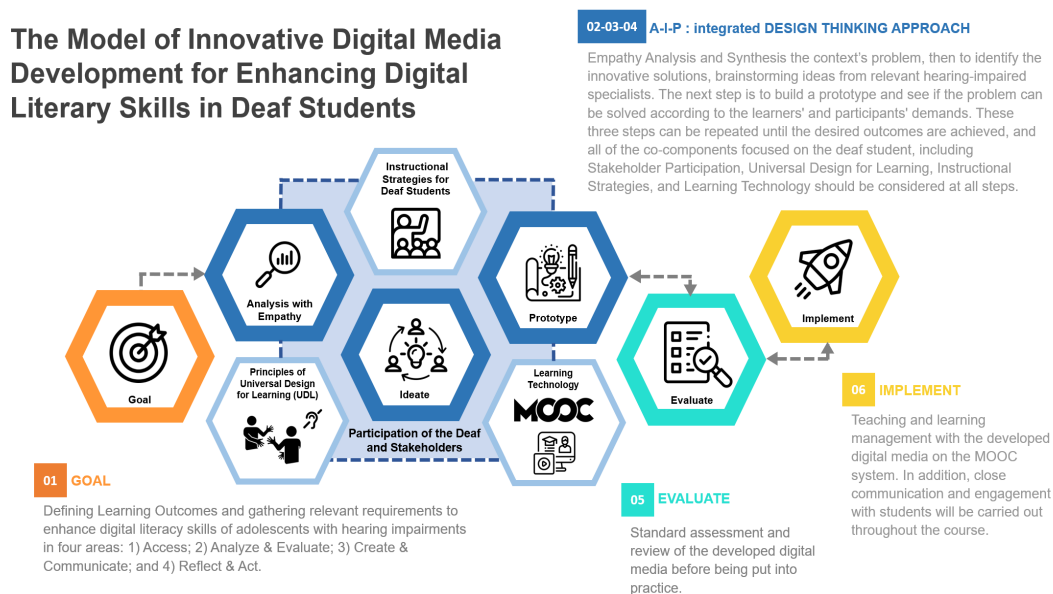 The Model of Innovative Digital Media
Development for Enhancing Digital
Literary Skills in Deaf Students
02-03-04 A-I-P : integrated DESIGN THINKING APPROACH
Empathy Analysis and Synthesis the context's problem, then to identify the
innovative solutions, brainstorming ideas from relevant hearing-impaired
specialists. The next step is to build a prototype and see if the problem can
be solved according to the learners' and participants' demands. These
three steps can be repeated until the desired outcomes are achieved, and
all of the co-components focused on the deaf student, including
Stakeholder Participation, Universal Design for Learning, Instructional
Strategies, and Learning Technology should be considered at all steps.
Instructional
Strategies for
Deaf Students
Analysis with
Empathy
Prototype
Implement
Goal
Principles of
Universal Design
for Learning (UDL)
Ideate
Learning
Technology
MOOC
Evaluate
Participation of the Deaf
and Stakeholders
01 GOAL
Defining Learning Outcomes and gathering relevant requirements to
enhance digital literacy skills of adolescents with hearing impairments
in four areas: 1) Access; 2) Analyze & Evaluate; 3) Create &
Communicate; and 4) Reflect & Act.
05 EVALUATE
Standard assessment and
review of the developed digital
media before being put into
practice.
06 IMPLEMENT
Teaching and learning
management with the developed
digital media on the MOOC
system. In addition, close
communication and engagement
with students will be carried out
throughout the course.